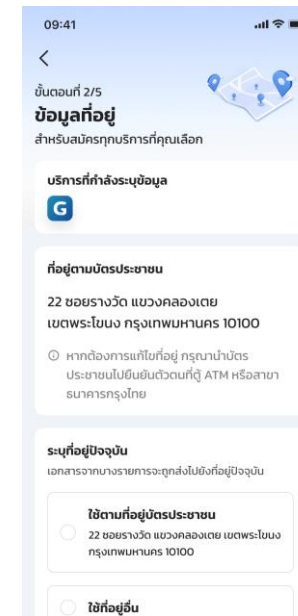 09:41
ขั้นตอนที่ 2/5
ข้อมูลที่อยู่
สำหรับสมัครทุกบริการที่คุณเลือก
บริการที่กำลังระบุข้อมูล
G
ที่อยู่ตามบัตรประชาชน
22 ซอยรางวัด แขวงคลองเตย
เขตพระโขนง กรุงเทพมหานคร 10100
หากต้องการแก้ไขที่อยู่ กรุณานำบัตร
ประชาชนไปยืนยันตัวตนที่ตู้ ATM หรือสาขา
ธนาคารกรุงไทย
ระบุที่อยู่ปัจจุบัน
เอกสารจากบางรายการจะถูกส่งไปยังที่อยู่ปัจจุบัน
ใช้ตามที่อยู่บัตรประชาชน
22 ซอยรางวัด แขวงคลองเตย เขตพระโขนง
กรุงเทพมหานคร 10100
ใช้ที่อยู่อื่น